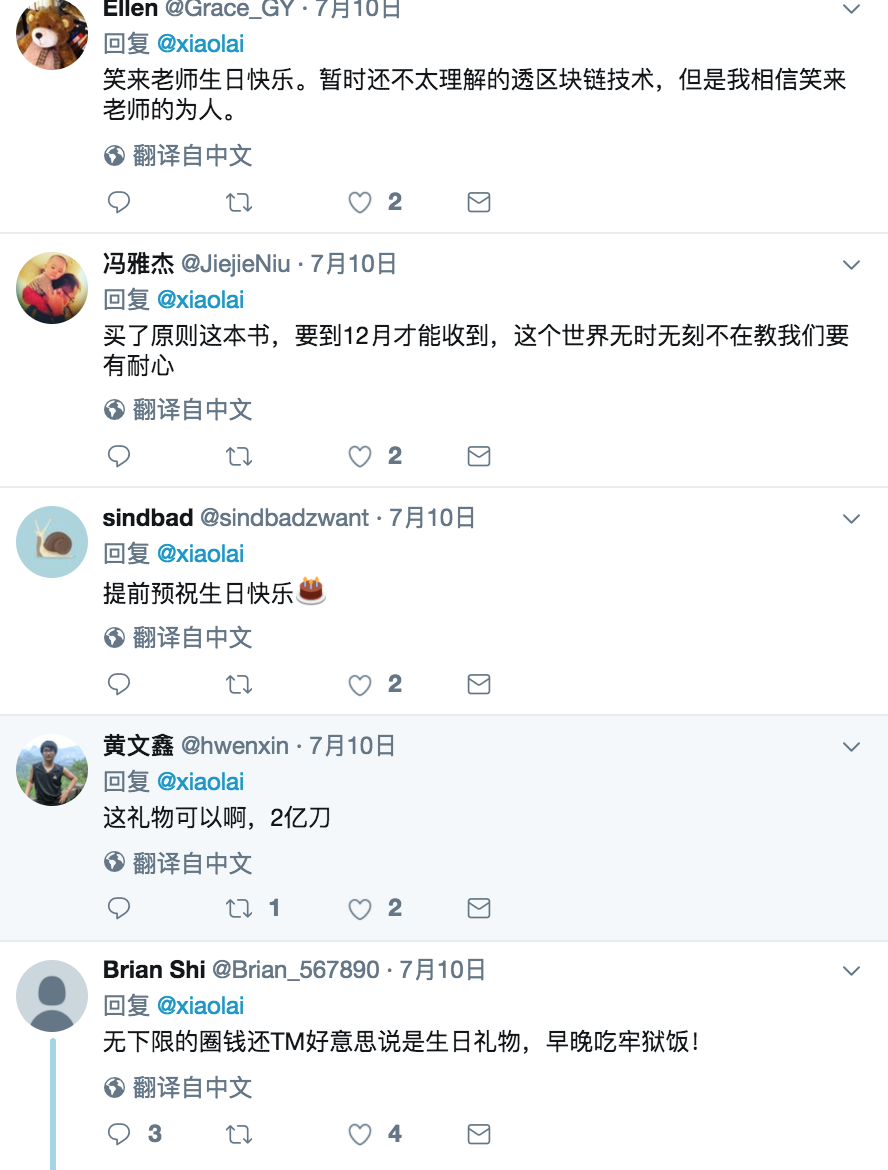 Ellen @Grace_GY · 7月10日
回复 @xiaolai
笑来老师生日快乐。暂时还不太理解的透区块链技术，但是我相信笑来
老师的为人。
翻译自中文
2
冯雅杰 @JiejieNiu · 7月10日
回复 @xiaolai
买了原则这本书，要到12月才能收到，这个世界无时无刻不在教我们要
有耐心
翻译自中文
2
sindbad @sindbadzwant · 7月10日
回复 @xiaolai
提前预祝生日快乐🎂
翻译自中文
2
黄文鑫 @hwenxin · 7月10日
回复 @xiaolai
这礼物可以啊，2亿刀
翻译自中文
1 2
Brian Shi @Brian_567890 · 7月10日
回复 @xiaolai
无下限的圈钱还TM好意思说是生日礼物，早晚吃牢狱饭！
翻译自中文
3 4